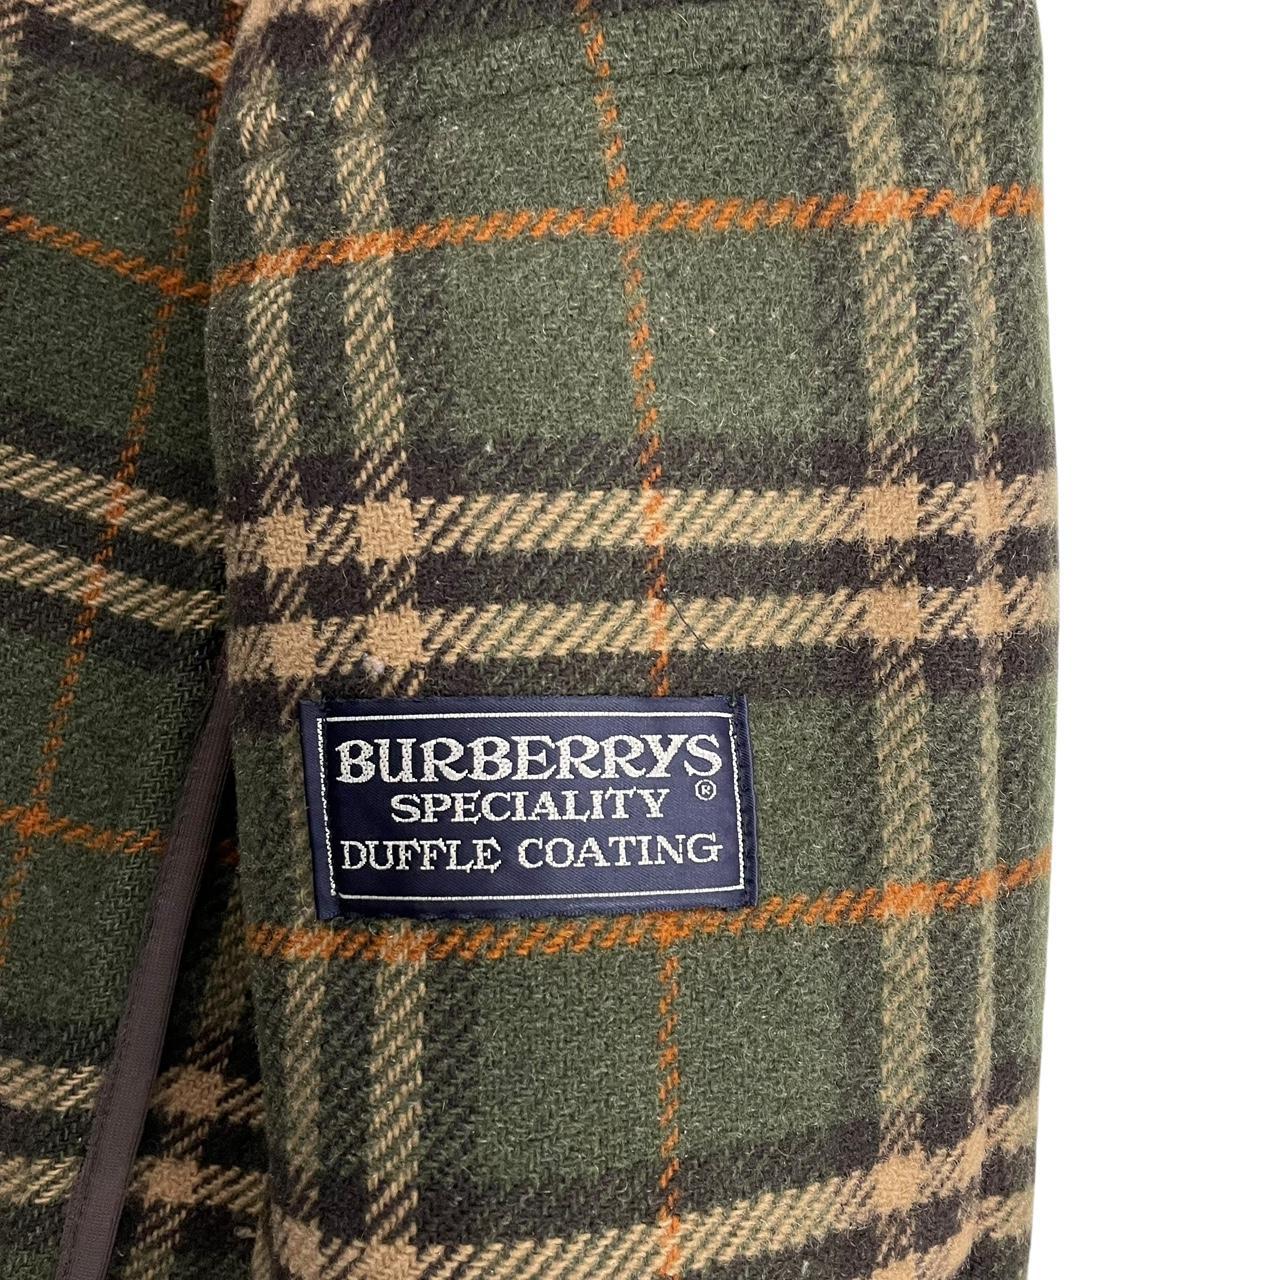 BURBERRYS
SPECIALITY ®
DUFFLE COATING